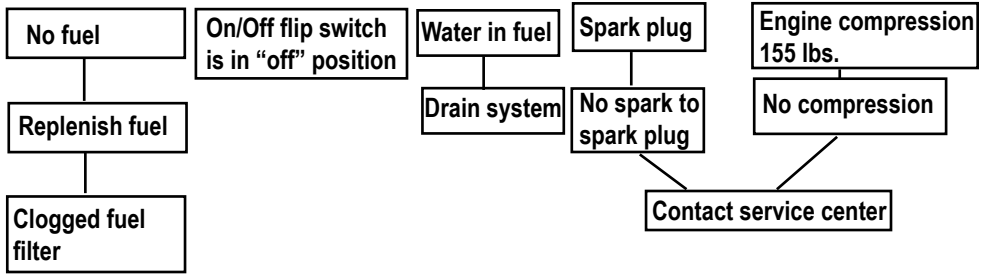 No fuel
On/Off flip switch
is in “off” position
Water in fuel
Spark plug
Engine compression
155 lbs.
Replenish fuel
Drain system
No spark to
spark plug
No compression
Clogged fuel
filter
Contact service center